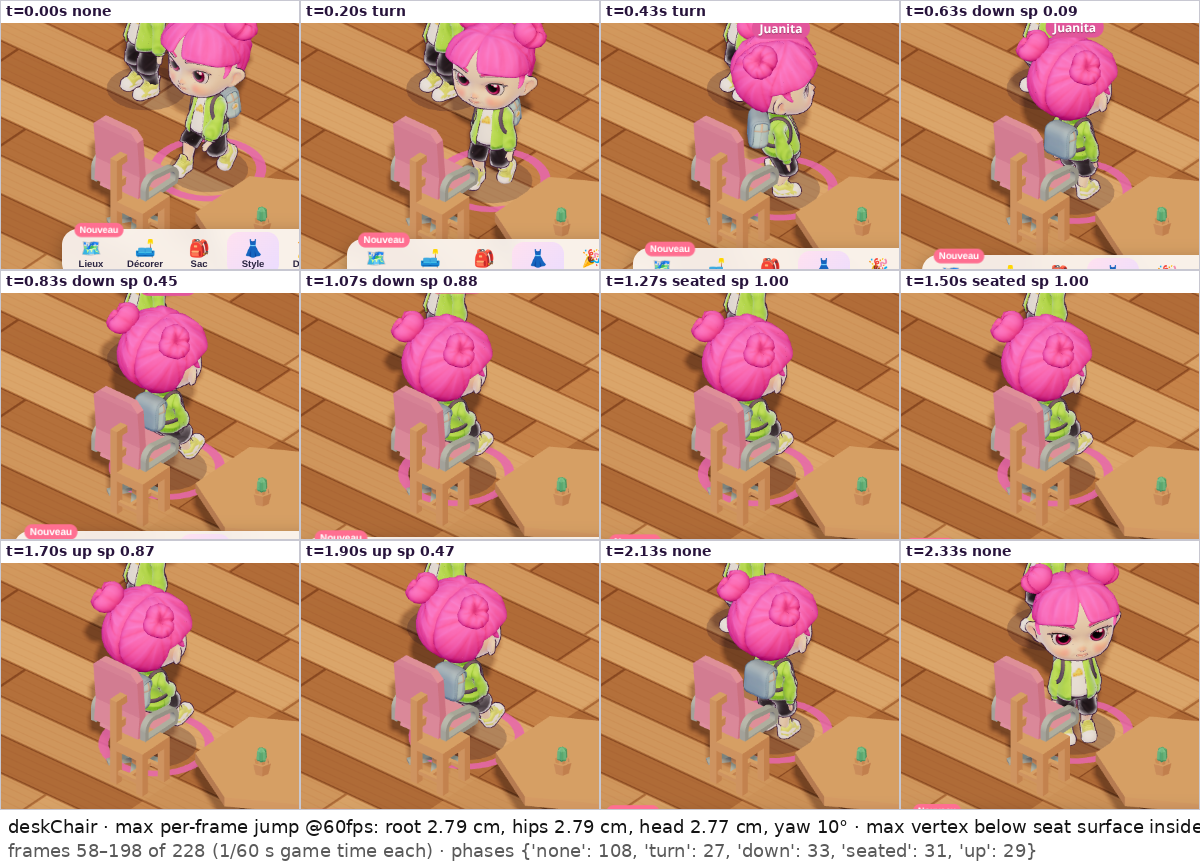 t=0.00s none
t=0.20s turn
t=0.43s turn
t=0.63s down sp 0.09
Juanita
Juanita
Nouveau
Lieux
Décorer
Sac
Style
D
Nouveau
Nouveau
Nouveau
t=0.83s down sp 0.45
t=1.07s down sp 0.88
t=1.27s seated sp 1.00
t=1.50s seated sp 1.00
Nouveau
Nouveau
t=1.70s up sp 0.87
t=1.90s up sp 0.47
t=2.13s none
t=2.33s none
deskChair · max per-frame jump @60fps: root 2.79 cm, hips 2.79 cm, head 2.77 cm, yaw 10° · max vertex below seat surface inside
frames 58–198 of 228 (1/60 s game time each) · phases {'none': 108, 'turn': 27, 'down': 33, 'seated': 31, 'up': 29}